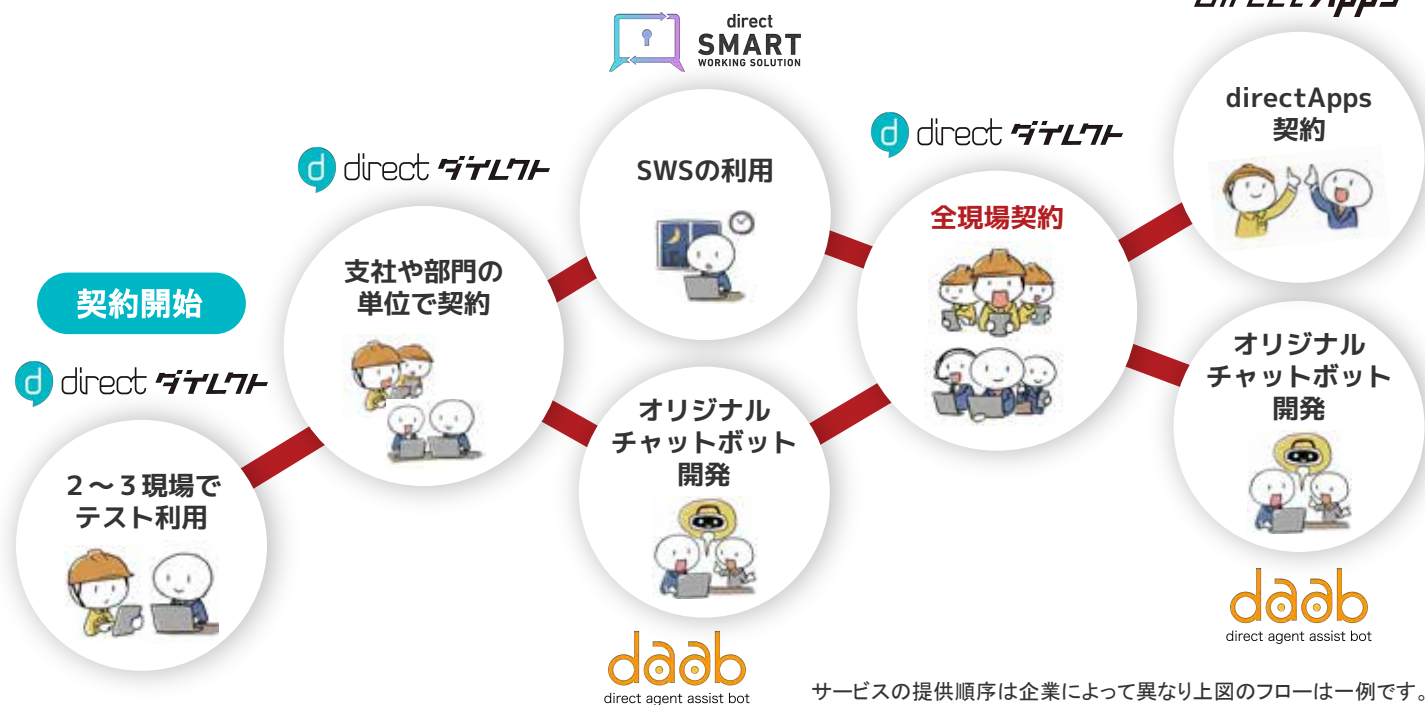 契約開始
direct ダイレクト
2～3現場で
テスト利用
direct ダイレクト
支社や部門の
単位で契約
direct
SMART
WORKING SOLUTION
SWSの利用
オリジナル
チャットボット
開発
daab
direct agent assist bot
direct ダイレクト
全現場契約
directApps
directApps
契約
オリジナル
チャットボット
開発
daab
direct agent assist bot
サービスの提供順序は企業によって異なり上図のフローは一例です。